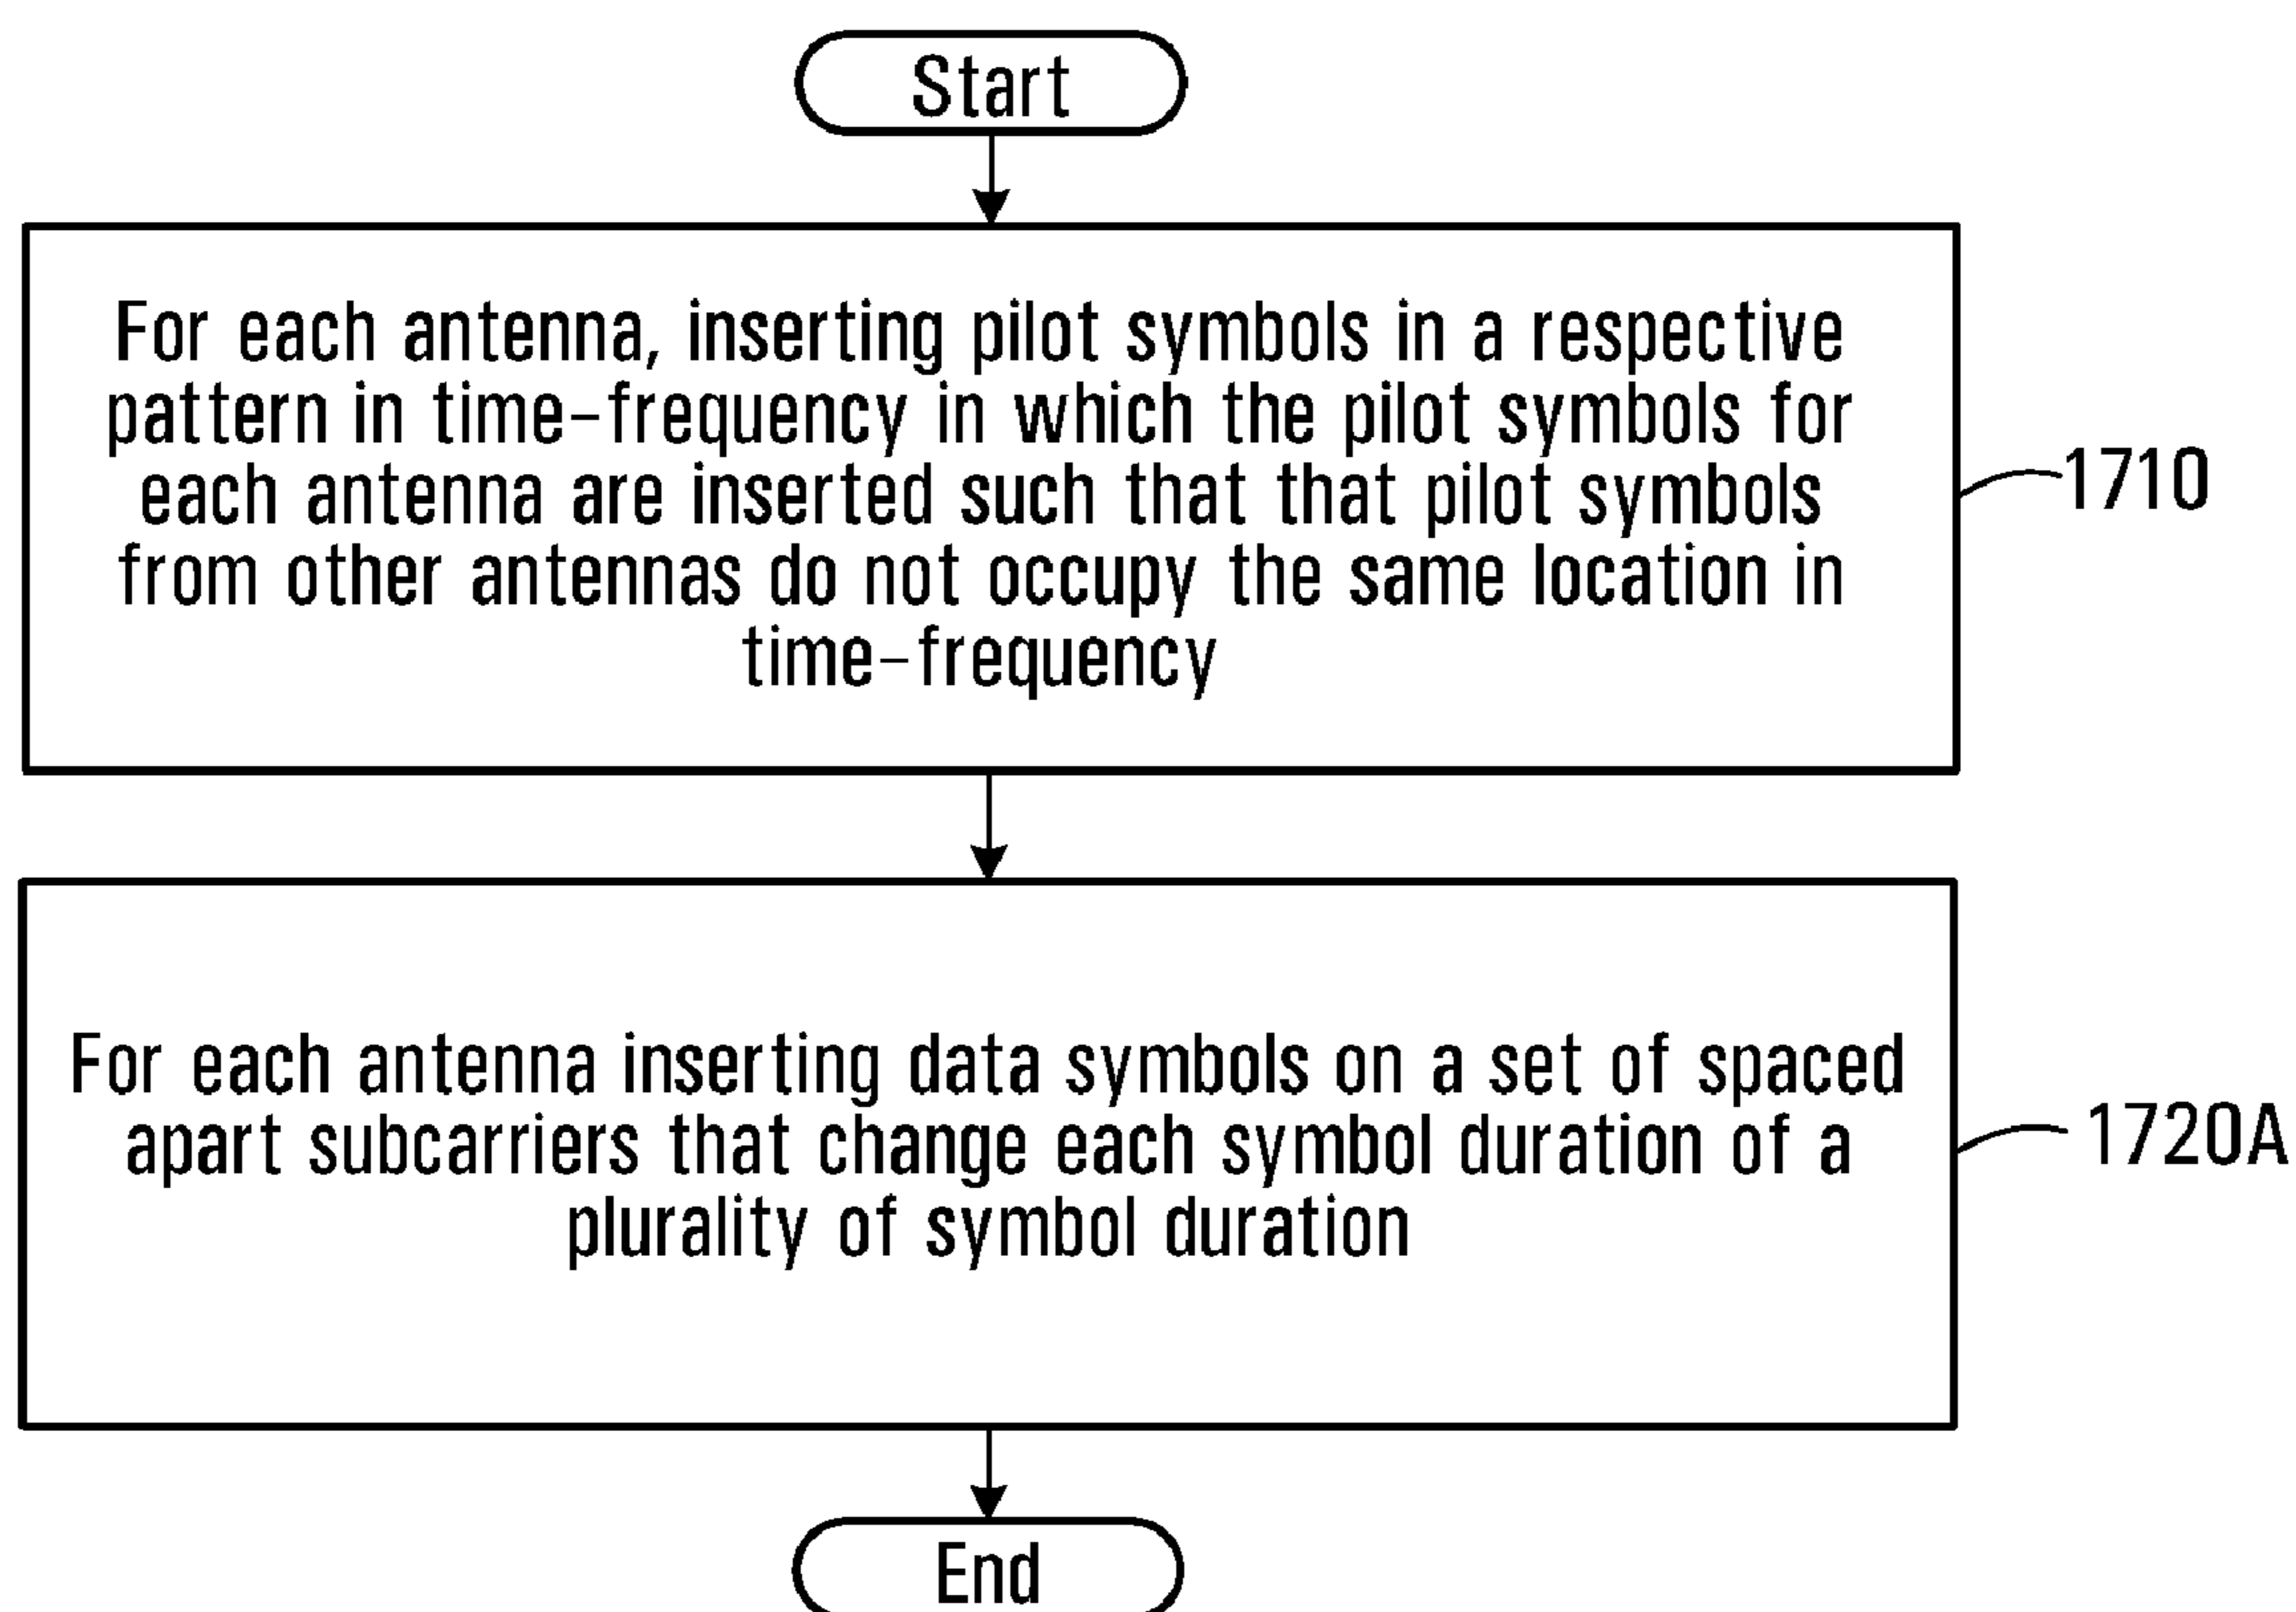 Start
For each antenna, inserting pilot symbols in a respective
pattern in time-frequency in which the pilot symbols for
each antenna are inserted such that that pilot symbols
from other antennas do not occupy the same location in
time-frequency
1710
For each antenna inserting data symbols on a set of spaced
apart subcarriers that change each symbol duration of a
plurality of symbol duration
1720A
End